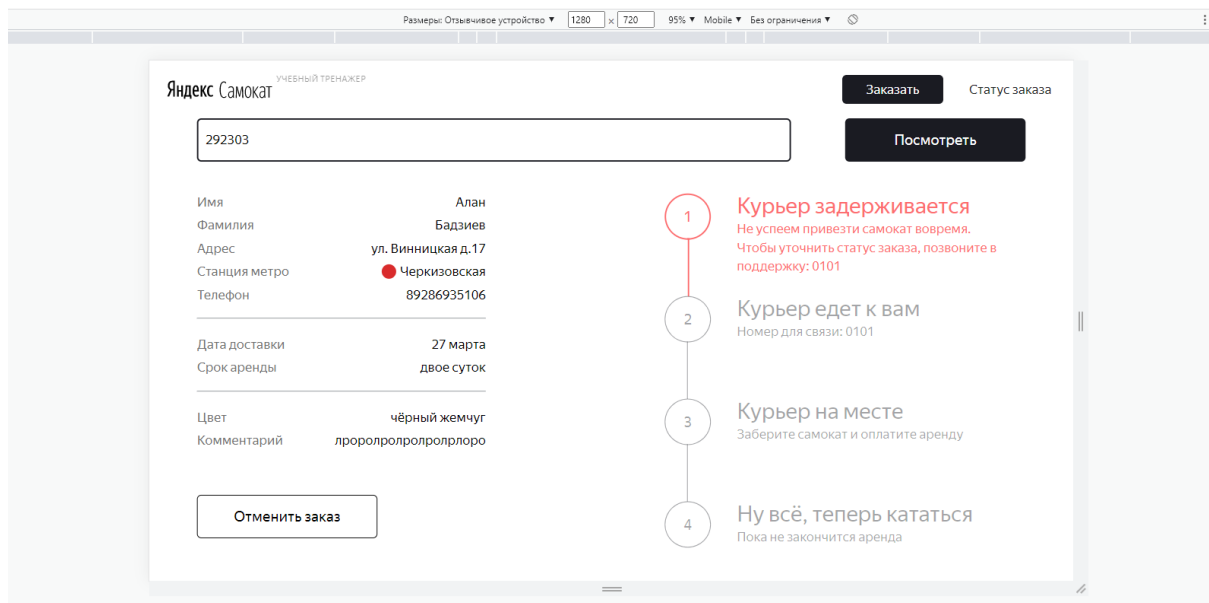 Размеры: Отзывчивое устройство ▼ 1280 × 720 95% ▼ Mobile ▼ Без ограничения ▼
Яндекс Самокат УЧЕБНЫЙ ТРЕНАЖЕР
Заказать Статус заказа
292303
Посмотреть
Имя Алан
Фамилия Бадзиев
Адрес ул. Винницкая д.17
Станция метро Черкизовская
Телефон 89286935106
Дата доставки 27 марта
Срок аренды двое суток
Цвет чёрный жемчуг
Комментарий лроролролролролрлоро
Отменить заказ
1
Курьер задерживается
Не успеем привезти самокат вовремя.
Чтобы уточнить статус заказа, позвоните в
поддержку: 0101
2
Курьер едет к вам
Номер для связи: 0101
3
Курьер на месте
Заберите самокат и оплатите аренду
4
Ну всё, теперь кататься
Пока не закончится аренда